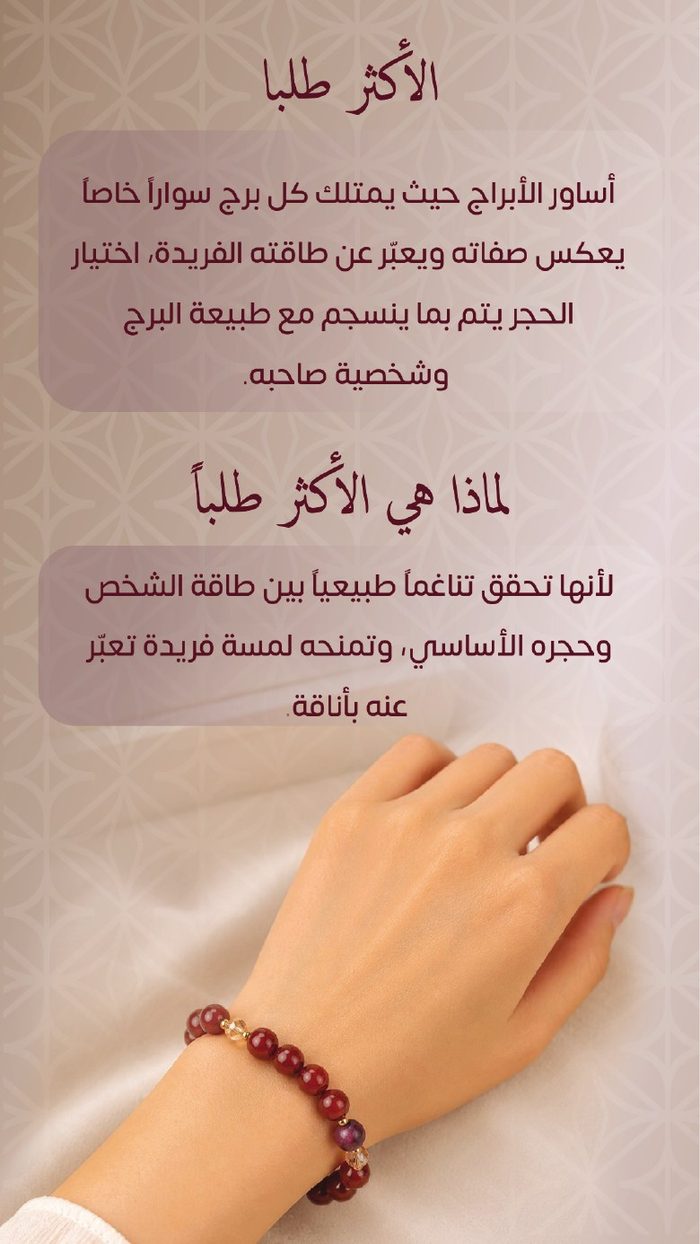 الأكثر طلبا
أساور الأبراج حيث يمتلك كل برج سواراً خاصاً
يعكس صفاته ويعبّر عن طاقته الفريدة، اختيار
الحجر يتم بما ينسجم مع طبيعة البرج
وشخصية صاحبه.
لماذا هي الأكثر طلباً
لأنها تحقق تناغماً طبيعياً بين طاقة الشخص
وحجره الأساسي، وتمنحه لمسة فريدة تعبّر
عنه بأناقة.